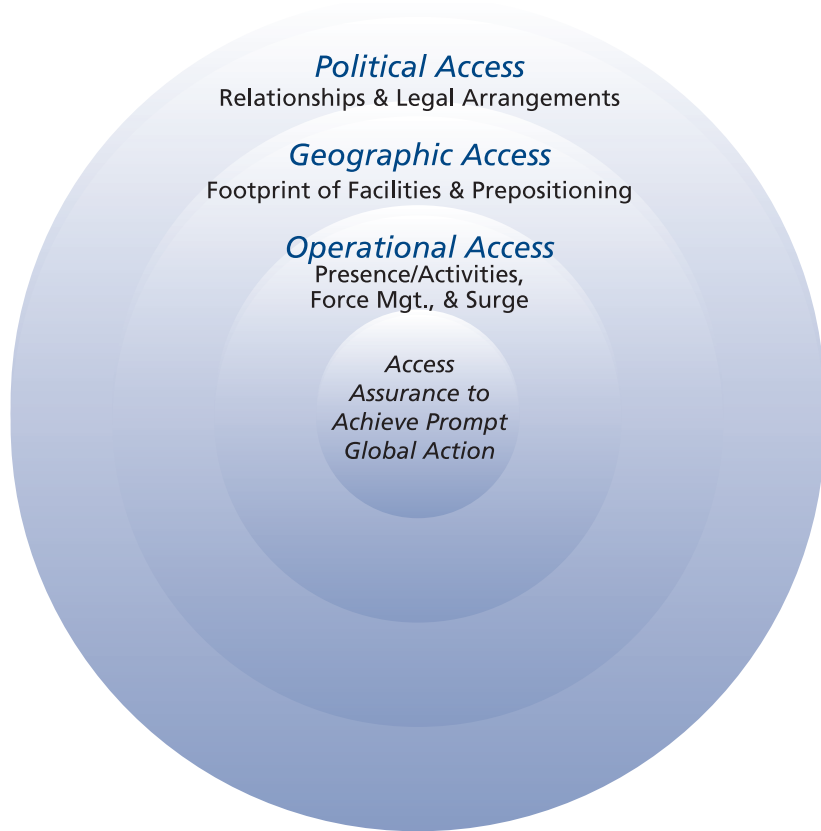 Political Access
Relationships & Legal Arrangements
Geographic Access
Footprint of Facilities & Prepositioning
Operational Access
Presence/Activities,
Force Mgt., & Surge
Access
Assurance to
Achieve Prompt
Global Action